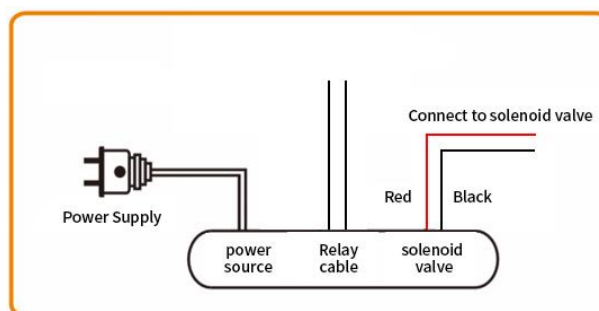 Connect to solenoid valve
Red
Black
Power Supply
power
source
Relay
cable
solenoid
valve